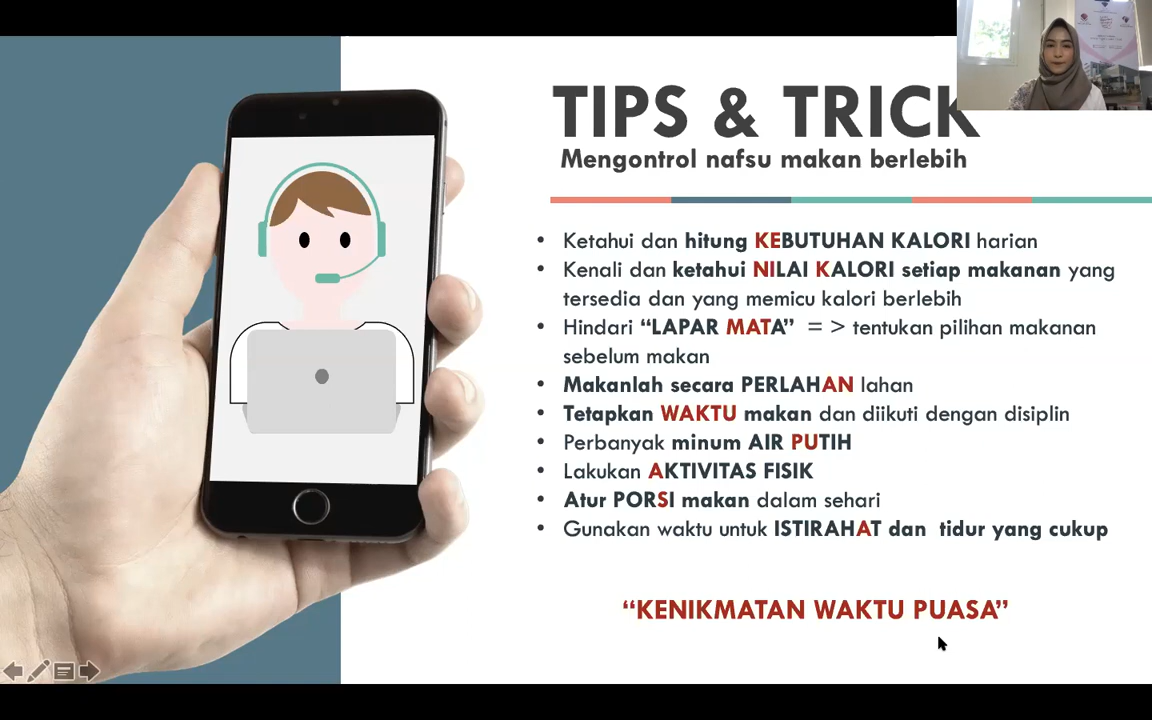 TIPS & TRICK
Mengontrol nafsu makan berlebih
• Ketahui dan hitung KEBUTUHAN KALORI harian
• Kenali dan ketahui NILAI KALORI setiap makanan yang
tersedia dan yang memicu kalori berlebih
• Hindari “LAPAR MATA” = > tentukan pilihan makanan
sebelum makan
• Makanlah secara PERLAHAN lahan
• Tetapkan WAKTU makan dan diikuti dengan disiplin
• Perbanyak minum AIR PUTIH
• Lakukan AKTIVITAS FISIK
• Atur PORSI makan dalam sehari
• Gunakan waktu untuk ISTIRAHAT dan tidur yang cukup
“KENIKMATAN WAKTU PUASA”